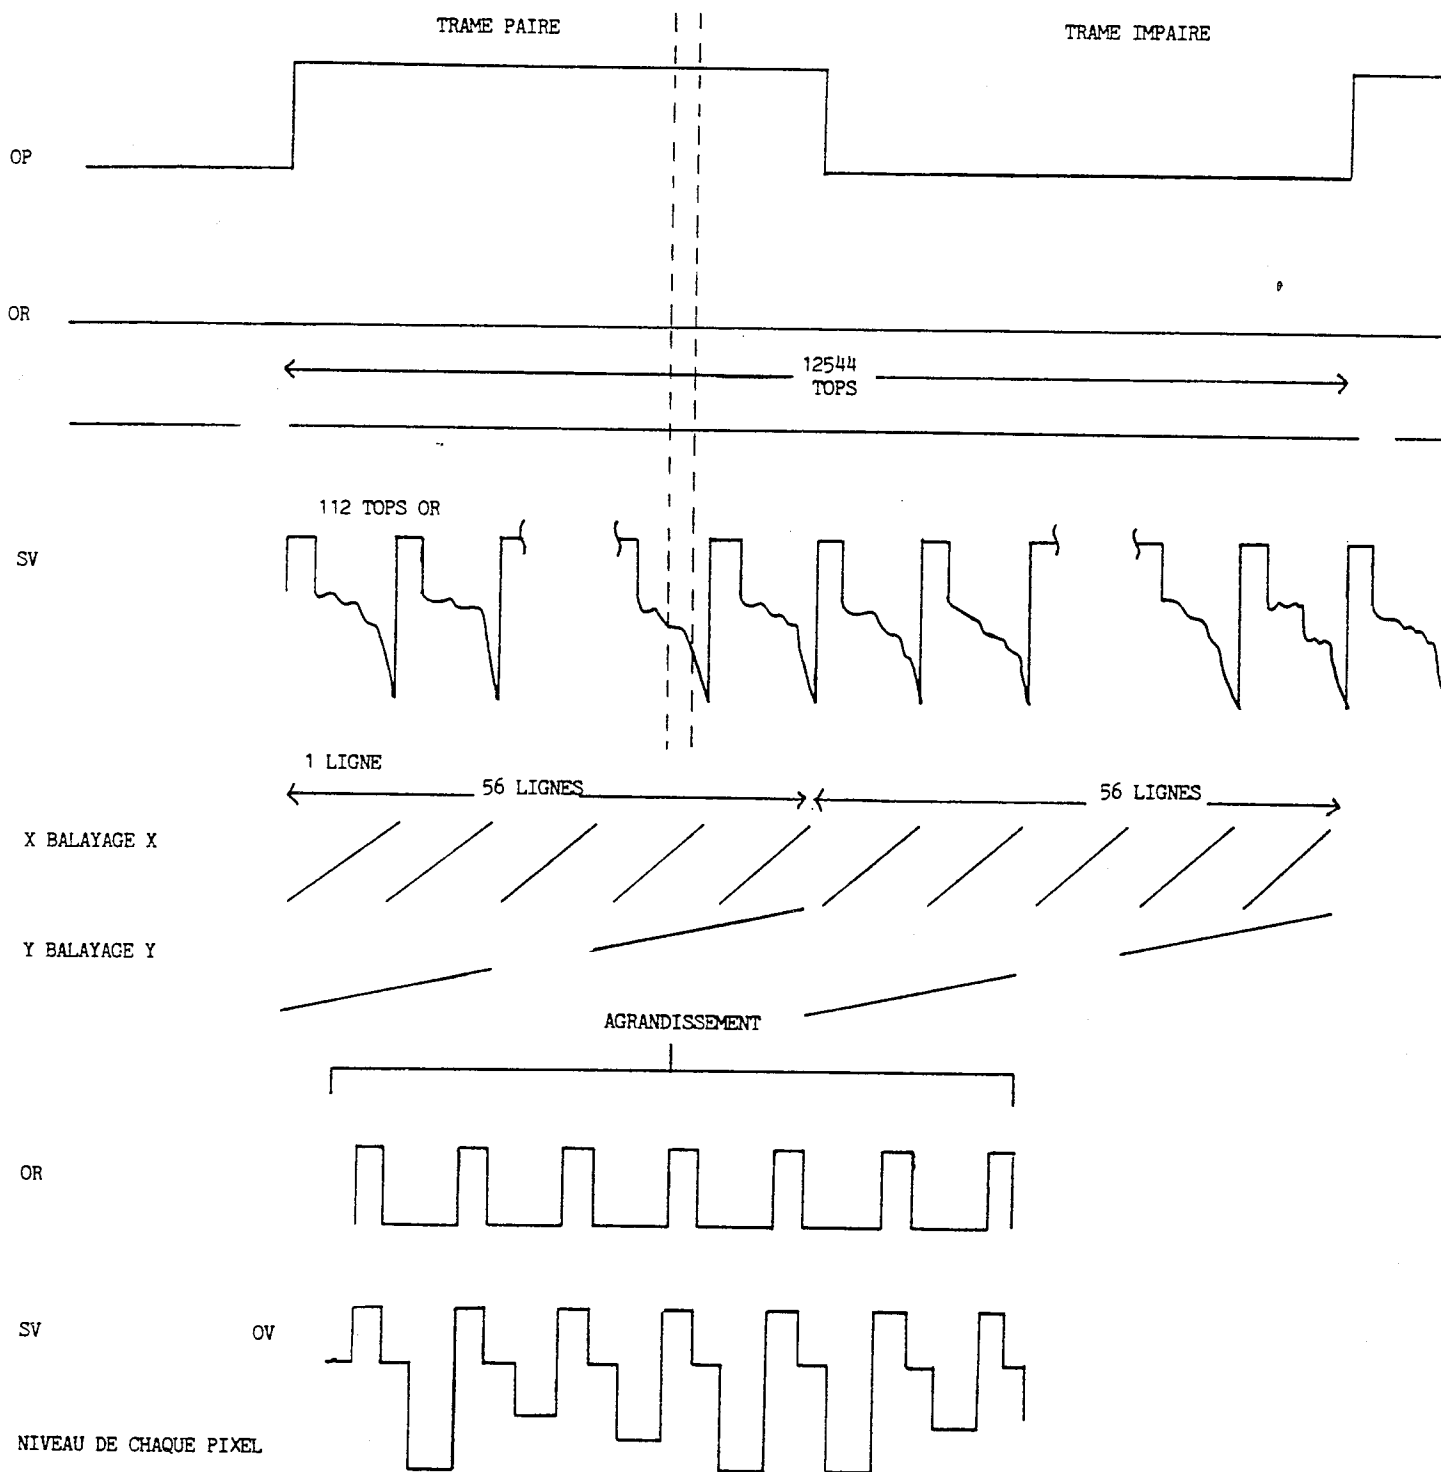 TRAME PAIRE
TRAME IMPAIRE
OP
OR
12544
TOPS
112 TOPS OR
SV
1 LIGNE
56 LIGNES
56 LIGNES
X BALAYAGE X
Y BALAYAGE Y
AGRANDISSEMENT
OR
SV
OV
NIVEAU DE CHAQUE PIXEL